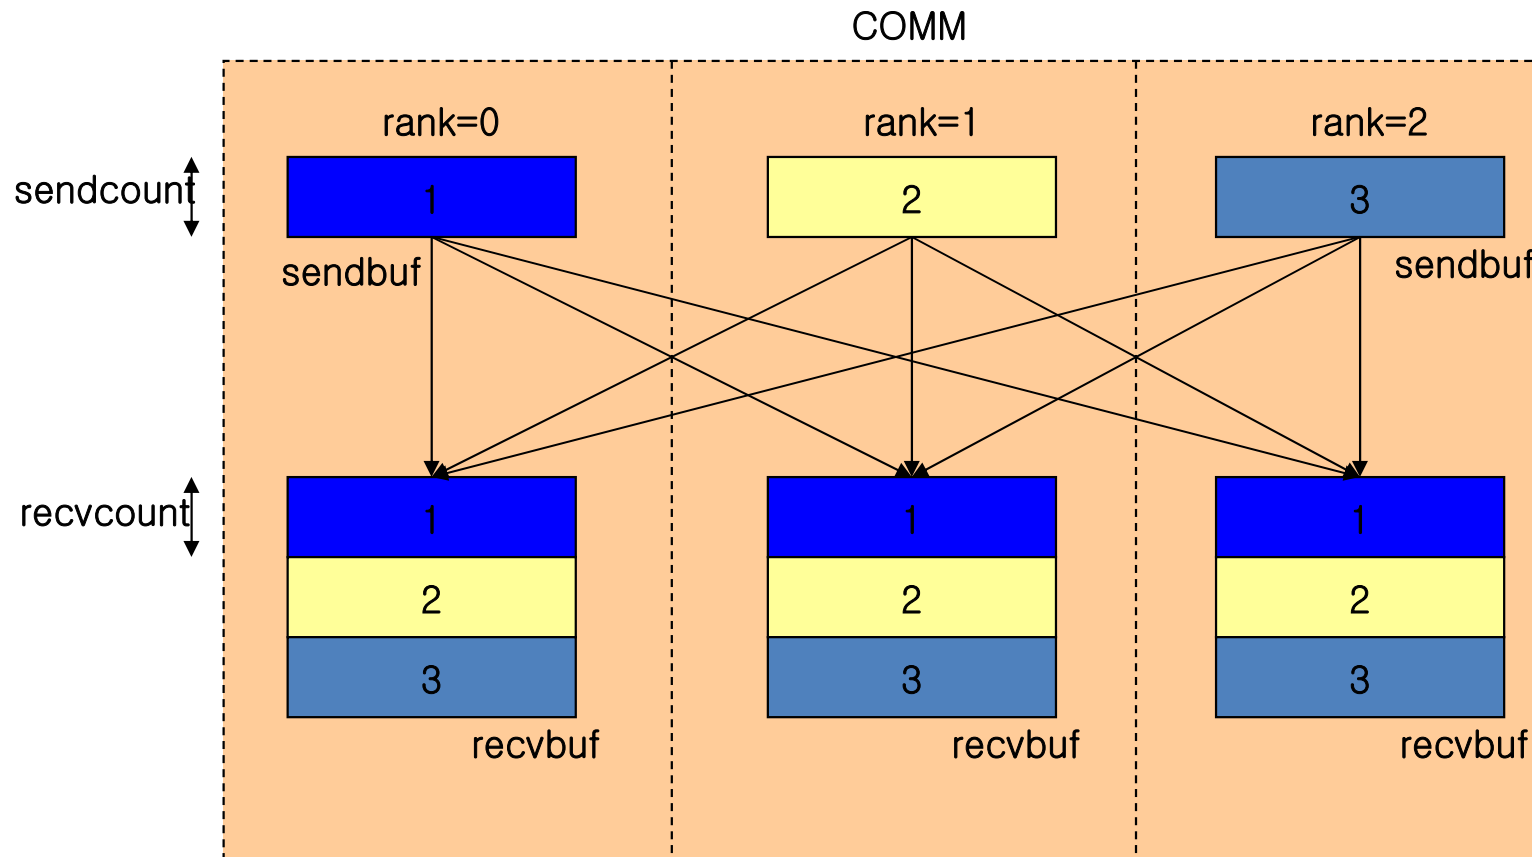 COMM
rank=0
rank=1
rank=2
sendcount
1
2
3
sendbuf
sendbuf
recvcount
1
1
1
2
2
2
3
3
3
recvbuf
recvbuf
recvbuf